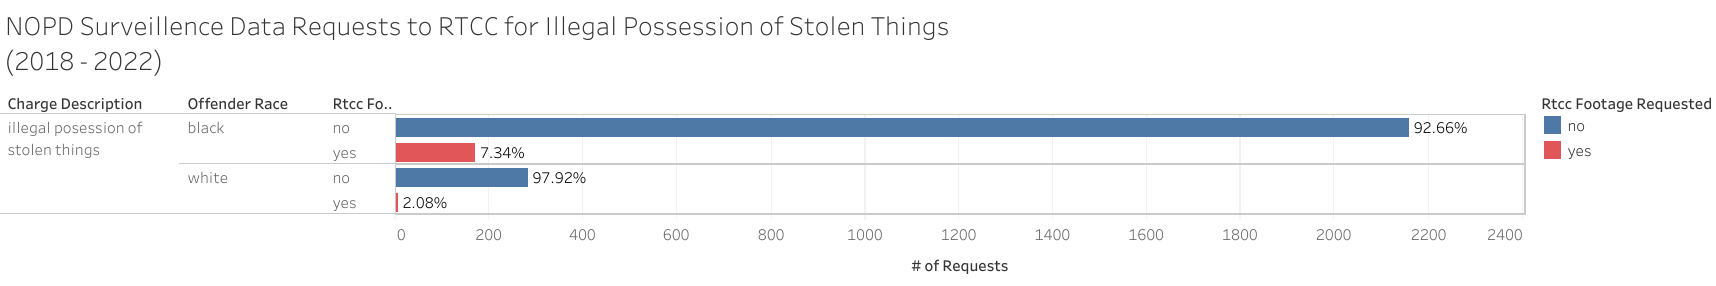 NOPD Surveillence Data Requests to RTCC for Illegal Possession of Stolen Things
(2018 - 2022)
Charge Description Offender Race Rtcc Fo.. Rtcc Footage Requested
illegal posession of black no 92.66% no
stolen things yes 7.34% yes
white no 97.92%
yes 2.08%
0 200 400 600 800 1000 1200 1400 1600 1800 2000 2200 2400
# of Requests